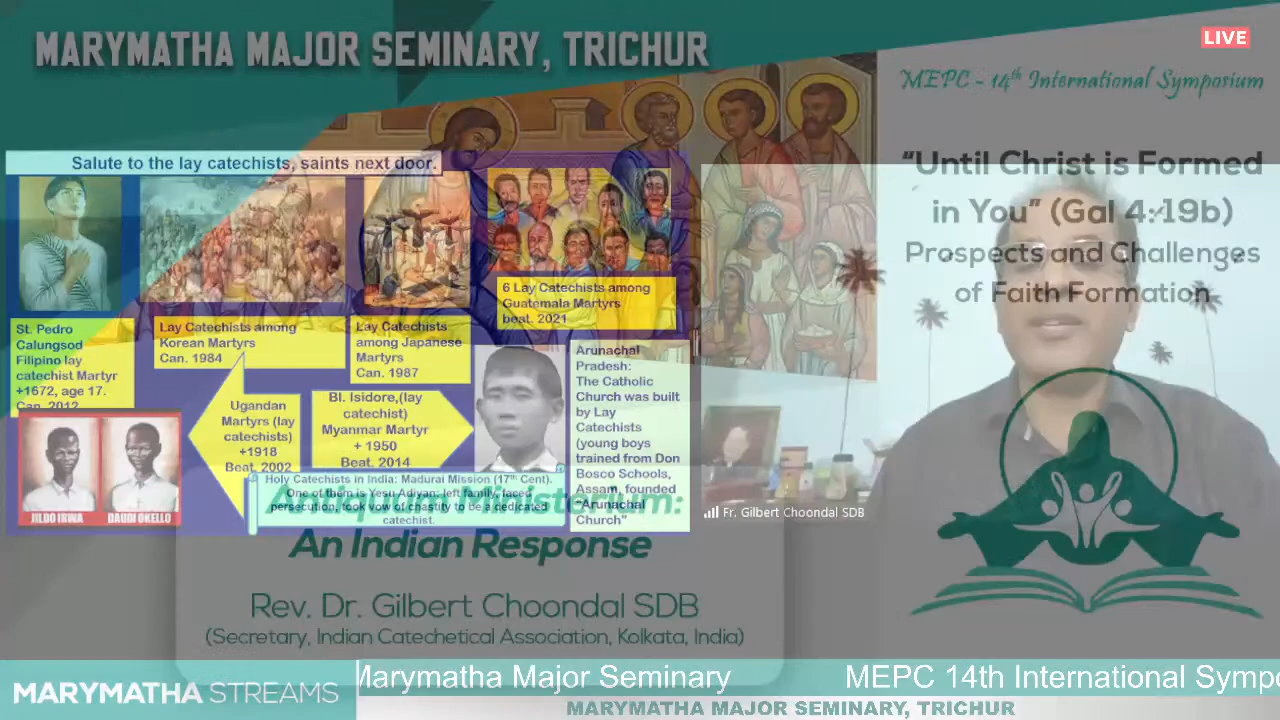 MARYMATHA MAJOR SEMINARY, TRICHUR
LIVE
MEPC - 14th International Symposium
"Until Christ is Formed
in You" (Gal 4:19b)
Prospects and Challenges
of Faith Formation
Salute to the lay catechists, saints next door.
St. Pedro
Calungsod
Filipino lay
catechist Martyr
+1672, age 17.
Can. 2012
Lay Catechists among
Korean Martyrs
Can. 1984
Lay Catechists
among Japanese
Martyrs
Can. 1987
6 Lay Catechists among
Guatemala Martyrs
beat. 2021
JILDO IRWA
DAUDI OKELLO
Ugandan
Martyrs (lay
catechists)
+1918
Beat. 2002
Bl. Isidore,(lay
catechist)
Myanmar Martyr
+ 1950
Beat. 2014
Arunachal
Pradesh:
The Catholic
Church was built
by Lay
Catechists
(young boys
trained from Don
Bosco Schools,
Assam, founded
"Arunachal
Church"
Holy Catechists in India: Madurai Mission (17th Cent).
One of them is Yesu Adiyan: left family, faced
persecution, took vow of chastity to be a dedicated
catechist.
Fr. Gilbert Choondal SDB
Ministerium:
An Indian Response
Rev. Dr. Gilbert Choondal SDB
(Secretary, Indian Catechetical Association, Kolkata, India)
MARYMATHA STREAMS
Marymatha Major Seminary MEPC 14th International Sympo
MARYMATHA MAJOR SEMINARY, TRICHUR